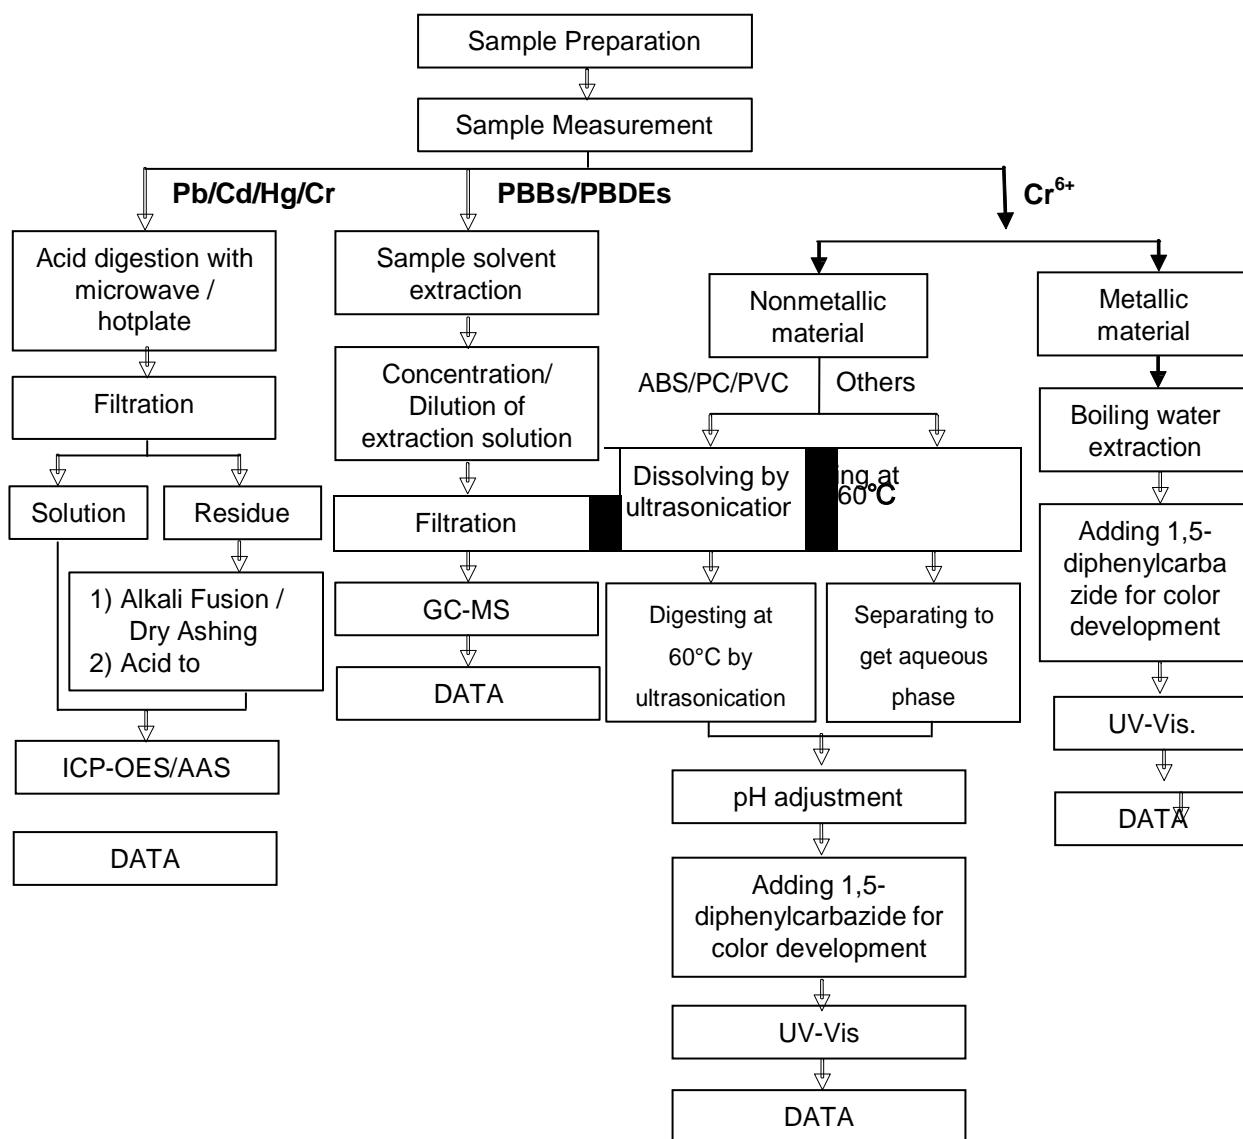 Sample Preparation
Sample Measurement
Pb/Cd/Hg/Cr
PBBs/PBDEs
Cr6+
Acid digestion with
microwave /
hotplate
Filtration
Solution
Residue
1) Alkali Fusion /
Dry Ashing
2) Acid to
ICP-OES/AAS
DATA
Sample solvent
extraction
Concentration/
Dilution of
extraction solution
Filtration
GC-MS
DATA
Nonmetallic
material
ABS/PC/PVC
Others
Dissolving by
ultrasonication
at
60°C
Digesting at
60°C by
ultrasonication
Separating to
get aqueous
phase
pH adjustment
Adding 1,5-
diphenylcarbazide for
color development
UV-Vis
DATA
Metallic
material
Boiling water
extraction
Adding 1,5-
diphenylcarba
zide for color
development
UV-Vis.
DATA